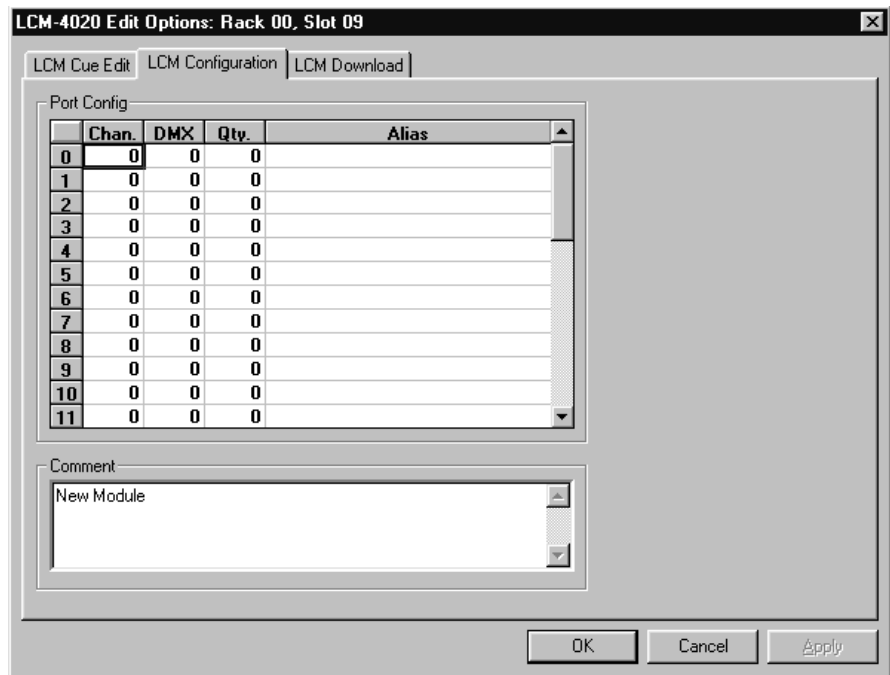 LCM-4020 Edit Options: Rack 00, Slot 09
LCM Cue Edit LCM Configuration LCM Download
Port Config
Chan. DMX Qty. Alias
0 0 0 0
1 0 0 0
2 0 0 0
3 0 0 0
4 0 0 0
5 0 0 0
6 0 0 0
7 0 0 0
8 0 0 0
9 0 0 0
10 0 0 0
11 0 0 0
Comment
New Module
OK Cancel Apply